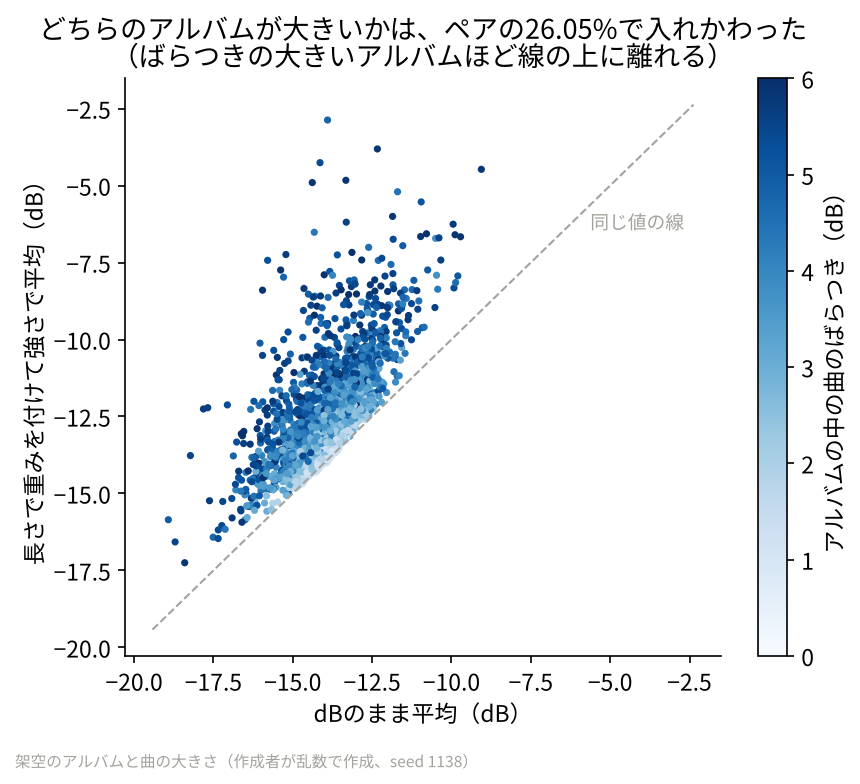 どちらのアルバムが大きいかは、ペアの26.05%で入れかわった
（ばらつきの大きいアルバムほど線の上に離れる）
長さで重みを付けて強さで平均（dB）
−2.5
−5.0
−7.5
−10.0
−12.5
−15.0
−17.5
−20.0
同じ値の線
−20.0 −17.5 −15.0 −12.5 −10.0 −7.5 −5.0 −2.5
dBのまま平均（dB）
6
5
4
3
2
1
0
アルバムの中の曲のばらつき（dB）
架空のアルバムと曲の大きさ（作成者が乱数で作成、seed 1138）